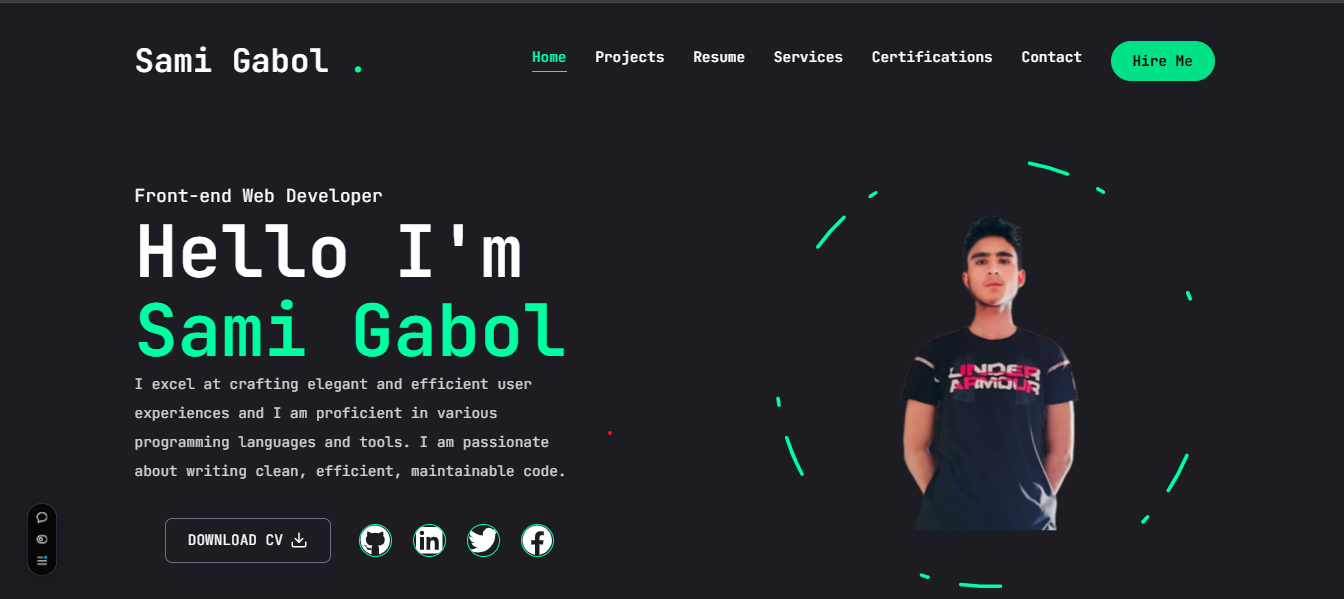 Sami Gabol .
Home Projects Resume Services Certifications Contact Hire Me
Front-end Web Developer
Hello I'm
Sami Gabol
I excel at crafting elegant and efficient user
experiences and I am proficient in various
programming languages and tools. I am passionate
about writing clean, efficient, maintainable code.
UNDER
ARMOUR
DOWNLOAD CV
in